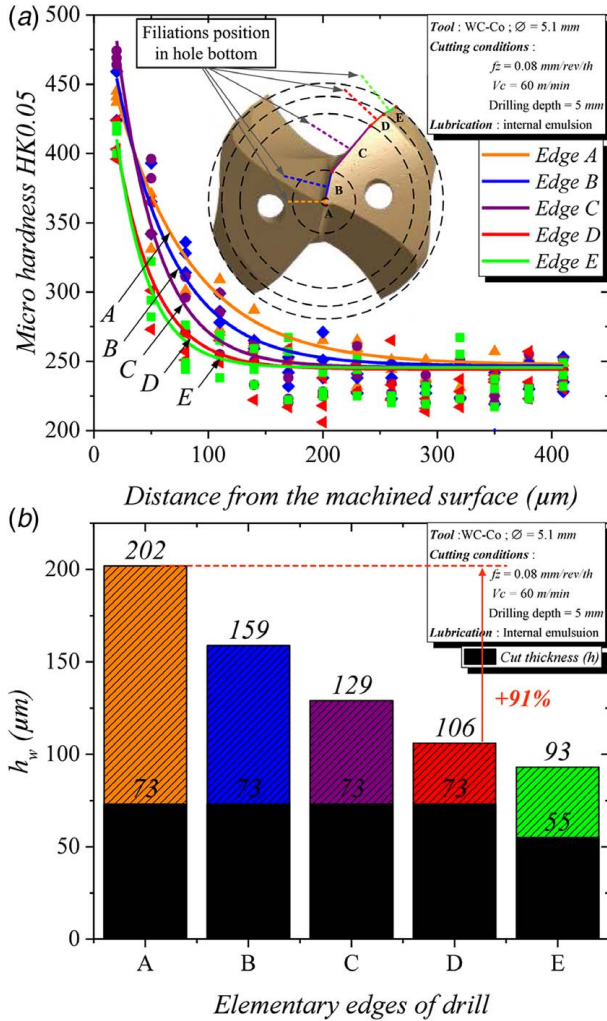 (a)
Filiations position
in hole bottom
Tool : WC-Co ; Ø = 5.1 mm
Cutting conditions :
fz = 0.08 mm/rev/th
Vc = 60 m/min
Drilling depth = 5 mm
Lubrication : internal emulsion
Edge A
Edge B
Edge C
Edge D
Edge E
A
B
C
D
E
A
B
C
D
E
Micro hardness HK0.05
500
450
400
350
300
250
200
0
100
200
300
400
Distance from the machined surface (µm)
(b)
Tool :WC-Co ; Ø = 5.1 mm
Cutting conditions :
fz = 0.08 mm/rev/th
Vc = 60 m/min
Drilling depth = 5 mm
Lubrication : Internal emulsuion
Cut thickness (h)
+91%
202
159
129
106
93
73
73
73
73
55
hw (µm)
200
150
100
50
0
A
B
C
D
E
Elementary edges of drill